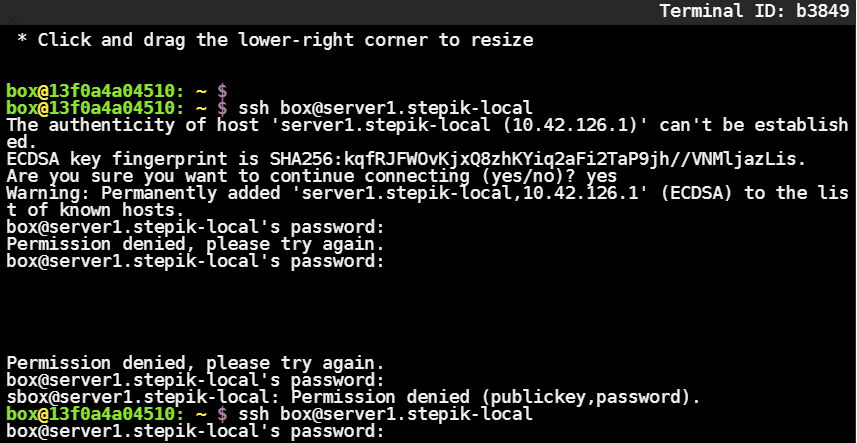 Terminal ID: b3849
* Click and drag the lower-right corner to resize
box@13f0a4a04510: ~ $
box@13f0a4a04510: ~ $ ssh box@server1.stepik-local
The authenticity of host 'server1.stepik-local (10.42.126.1)' can't be establish
ed.
ECDSA key fingerprint is SHA256:kqfRJFWOvKjxQ8zhKYiq2aFi2TaP9jh//VNMljazLis.
Are you sure you want to continue connecting (yes/no)? yes
Warning: Permanently added 'server1.stepik-local,10.42.126.1' (ECDSA) to the lis
t of known hosts.
box@server1.stepik-local's password:
Permission denied, please try again.
box@server1.stepik-local's password:
Permission denied, please try again.
box@server1.stepik-local's password:
sbox@server1.stepik-local: Permission denied (publickey,password).
box@13f0a4a04510: ~ $ ssh box@server1.stepik-local
box@server1.stepik-local's password: